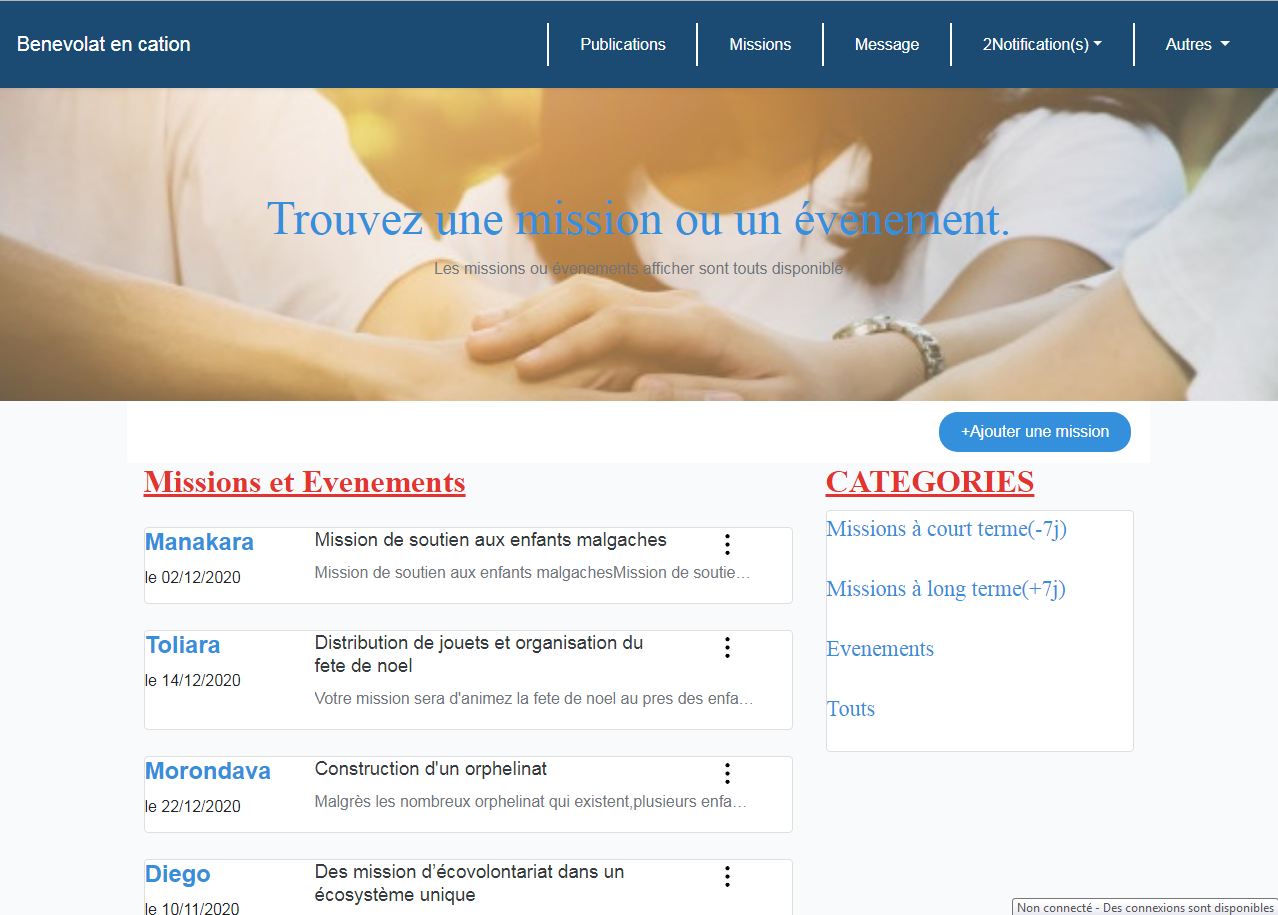 Benevolat en cation
Publications
Missions
Message
2Notification(s)
Autres
Trouvez une mission ou un évenement.
Les missions ou évenements afficher sont touts disponible
+Ajouter une mission
Missions et Evenements
Manakara
le 02/12/2020
Mission de soutien aux enfants malgaches
Mission de soutien aux enfants malgachesMission de soutie...
Toliara
le 14/12/2020
Distribution de jouets et organisation du
fete de noel
Votre mission sera d'animez la fete de noel au pres des enfa...
Morondava
le 22/12/2020
Construction d'un orphelinat
Malgrès les nombreux orphelinat qui existent,plusieurs enfa...
Diego
le 10/11/2020
Des mission d’écovolontariat dans un
écosystème unique
CATEGORIES
Missions à court terme(-7j)
Missions à long terme(+7j)
Evenements
Touts
Non connecté - Des connexions sont disponibles